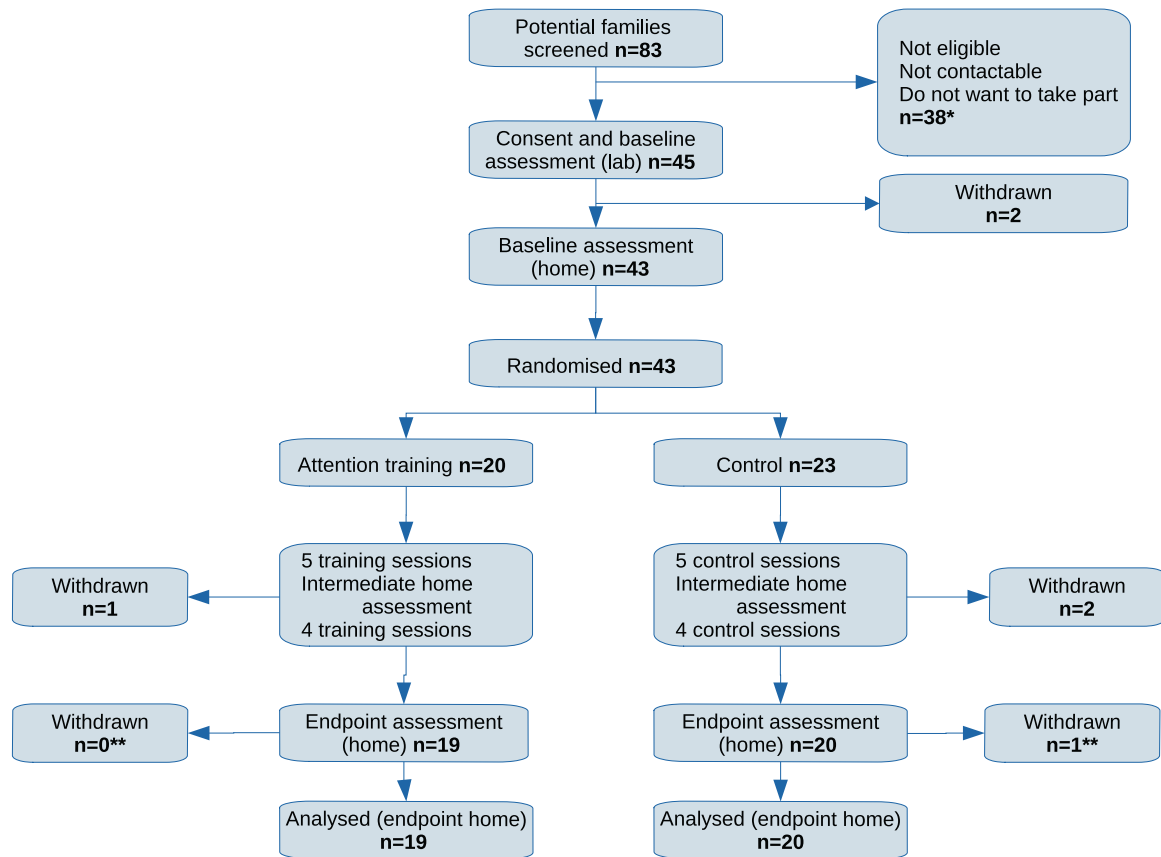 Potential families
screened n=83
Not eligible
Not contactable
Do not want to take part
n=38*
Consent and baseline
assessment (lab) n=45
Withdrawn
n=2
Baseline assessment
(home) n=43
Randomised n=43
Attention training n=20
Control n=23
5 training sessions
Intermediate home
assessment
4 training sessions
Withdrawn
n=1
5 control sessions
Intermediate home
assessment
4 control sessions
Withdrawn
n=2
Endpoint assessment
(home) n=19
Withdrawn
n=0**
Endpoint assessment
(home) n=20
Withdrawn
n=1**
Analysed (endpoint home)
n=19
Analysed (endpoint home)
n=20